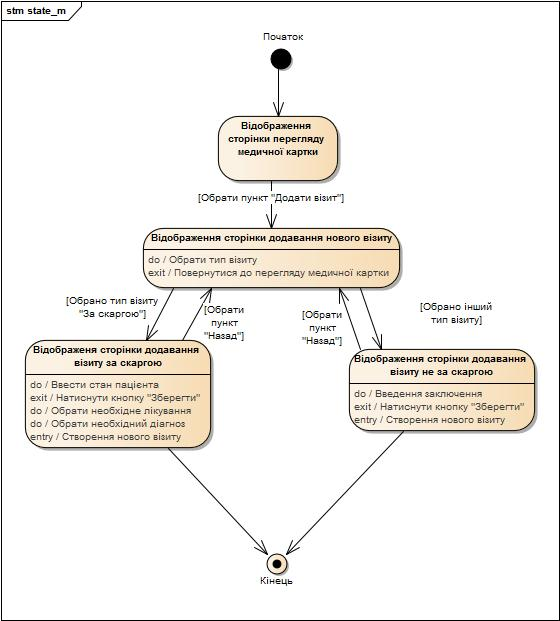 stm state_m
Початок
Відображення
сторінки перегляду
медичної картки
[Обрати пункт "Додати візит"]
Відображення сторінки додавання нового візиту
do / Обрати тип візиту
exit / Повернутися до перегляду медичної картки
[Обрано тип візиту
"За скаргою"]
[Обрати
пункт
"Назад"]
[Обрати
пункт
"Назад"]
[Обрано інший
тип візиту]
Відображеня сторінки додавання
візиту за скаргою
do / Ввести стан пацієнта
exit / Натиснути кнопку "Зберегти"
do / Обрати необхідне лікування
do / Обрати необхідний діагноз
entry / Створення нового візиту
Відображення сторінки додавання
візиту не за скаргою
do / Введення заключення
exit / Натиснути кнопку "Зберегти"
entry / Створення нового візиту
Кінець